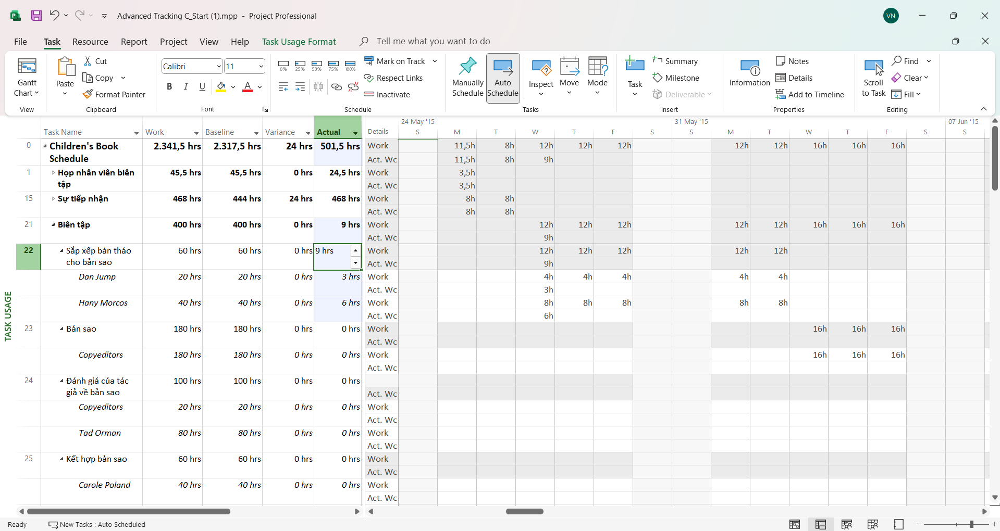 Advanced Tracking C_Start (1).mpp - Project Professional
VN
File Task Resource Report Project View Help Task Usage Format Tell me what you want to do
Gantt Chart
View
Paste
Cut
Copy
Format Painter
Clipboard
Calibri 11
B I U A
Font
0% 25% 50% 75% 100%
Mark on Track
Respect Links
Inactivate
Schedule
Manually Schedule
Auto Schedule
Inspect
Move
Mode
Tasks
Task
Summary
Milestone
Deliverable
Insert
Information
Notes
Details
Add to Timeline
Properties
Scroll to Task
Find
Clear
Fill
Editing
24 May '15 31 May '15 07 Jun '15
Task Name Work Baseline Variance Actual Details S M T W T F S S M T W T F S S
0 Children's Book Schedule 2.341,5 hrs 2.317,5 hrs 24 hrs 501,5 hrs Work 11,5h 8h 12h 12h 12h 12h 12h 16h 16h 16h
Act. Wc 11,5h 8h 9h
1 Họp nhân viên biên tập 45,5 hrs 45,5 hrs 0 hrs 24,5 hrs Work 3,5h
Act. Wc 3,5h
15 Sự tiếp nhận 468 hrs 444 hrs 24 hrs 468 hrs Work 8h 8h
Act. Wc 8h 8h
21 Biên tập 400 hrs 400 hrs 0 hrs 9 hrs Work 12h 12h 12h 12h 12h 16h 16h 16h
Act. Wc 9h
22 Sắp xếp bản thảo cho bản sao 60 hrs 60 hrs 0 hrs 9 hrs Work 12h 12h 12h 12h 12h
Act. Wc 9h
Dan Jump 20 hrs 20 hrs 0 hrs 3 hrs Work 4h 4h 4h 4h 4h
Act. Wc 3h
Hany Morcos 40 hrs 40 hrs 0 hrs 6 hrs Work 8h 8h 8h 8h 8h
Act. Wc 6h
23 Bản sao 180 hrs 180 hrs 0 hrs 0 hrs Work 16h 16h 16h
Act. Wc
Copyeditors 180 hrs 180 hrs 0 hrs 0 hrs Work 16h 16h 16h
Act. Wc
24 Đánh giá của tác giả về bản sao 100 hrs 100 hrs 0 hrs 0 hrs
Act. Wc
Copyeditors 20 hrs 20 hrs 0 hrs 0 hrs Work
Act. Wc
Tad Orman 80 hrs 80 hrs 0 hrs 0 hrs Work
Act. Wc
25 Kết hợp bản sao 60 hrs 60 hrs 0 hrs 0 hrs Work
Act. Wc
Carole Poland 40 hrs 40 hrs 0 hrs 0 hrs Work
Act. Wc
TASK USAGE
Ready New Tasks : Auto Scheduled